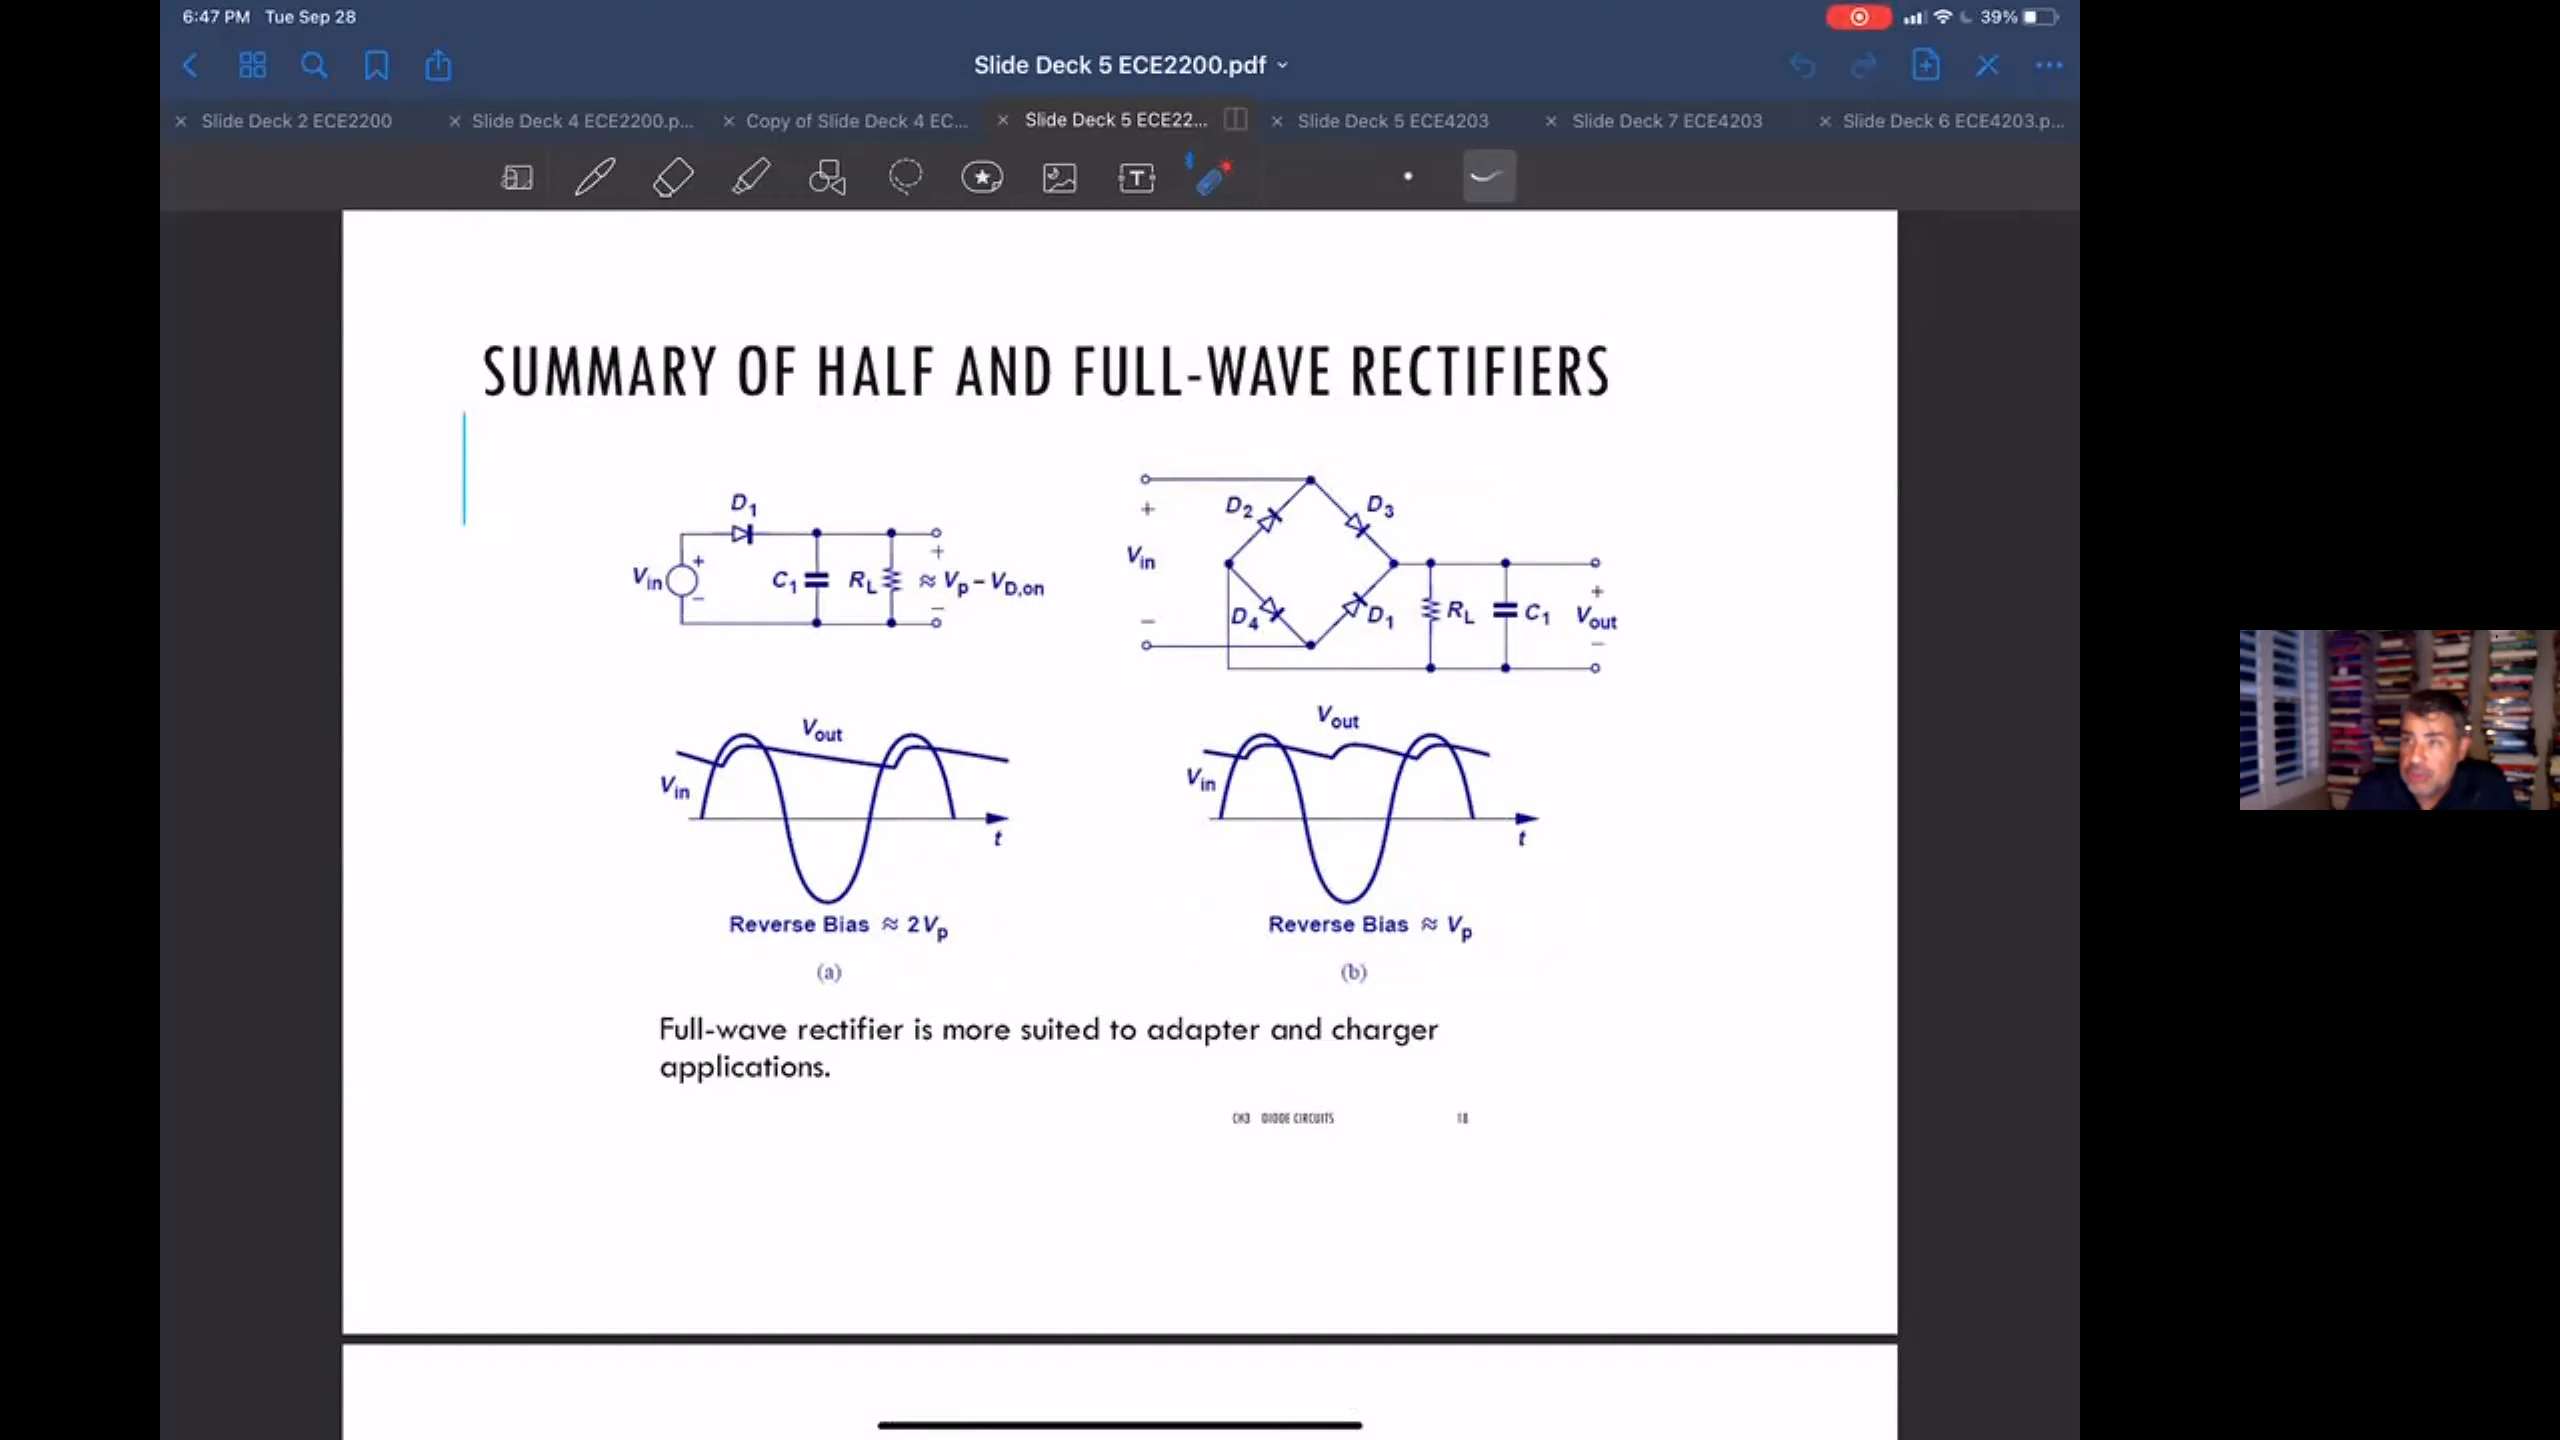 6:47 PM Tue Sep 28
39%
Slide Deck 5 ECE2200.pdf
Slide Deck 2 ECE2200
Slide Deck 4 ECE2200.p...
Copy of Slide Deck 4 EC...
Slide Deck 5 ECE22...
Slide Deck 5 ECE4203
Slide Deck 7 ECE4203
Slide Deck 6 ECE4203.p...
T
SUMMARY OF HALF AND FULL-WAVE RECTIFIERS
D1
Vin
+
−
C1
RL
+
≈ Vp − VD,on
−
+
Vin
−
D2
D3
D4
D1
RL
C1
+
Vout
−
Vout
Vin
t
Reverse Bias ≈ 2Vp
(a)
Vout
Vin
t
Reverse Bias ≈ Vp
(b)
Full-wave rectifier is more suited to adapter and charger
applications.
CH3 DIODE CIRCUITS 18